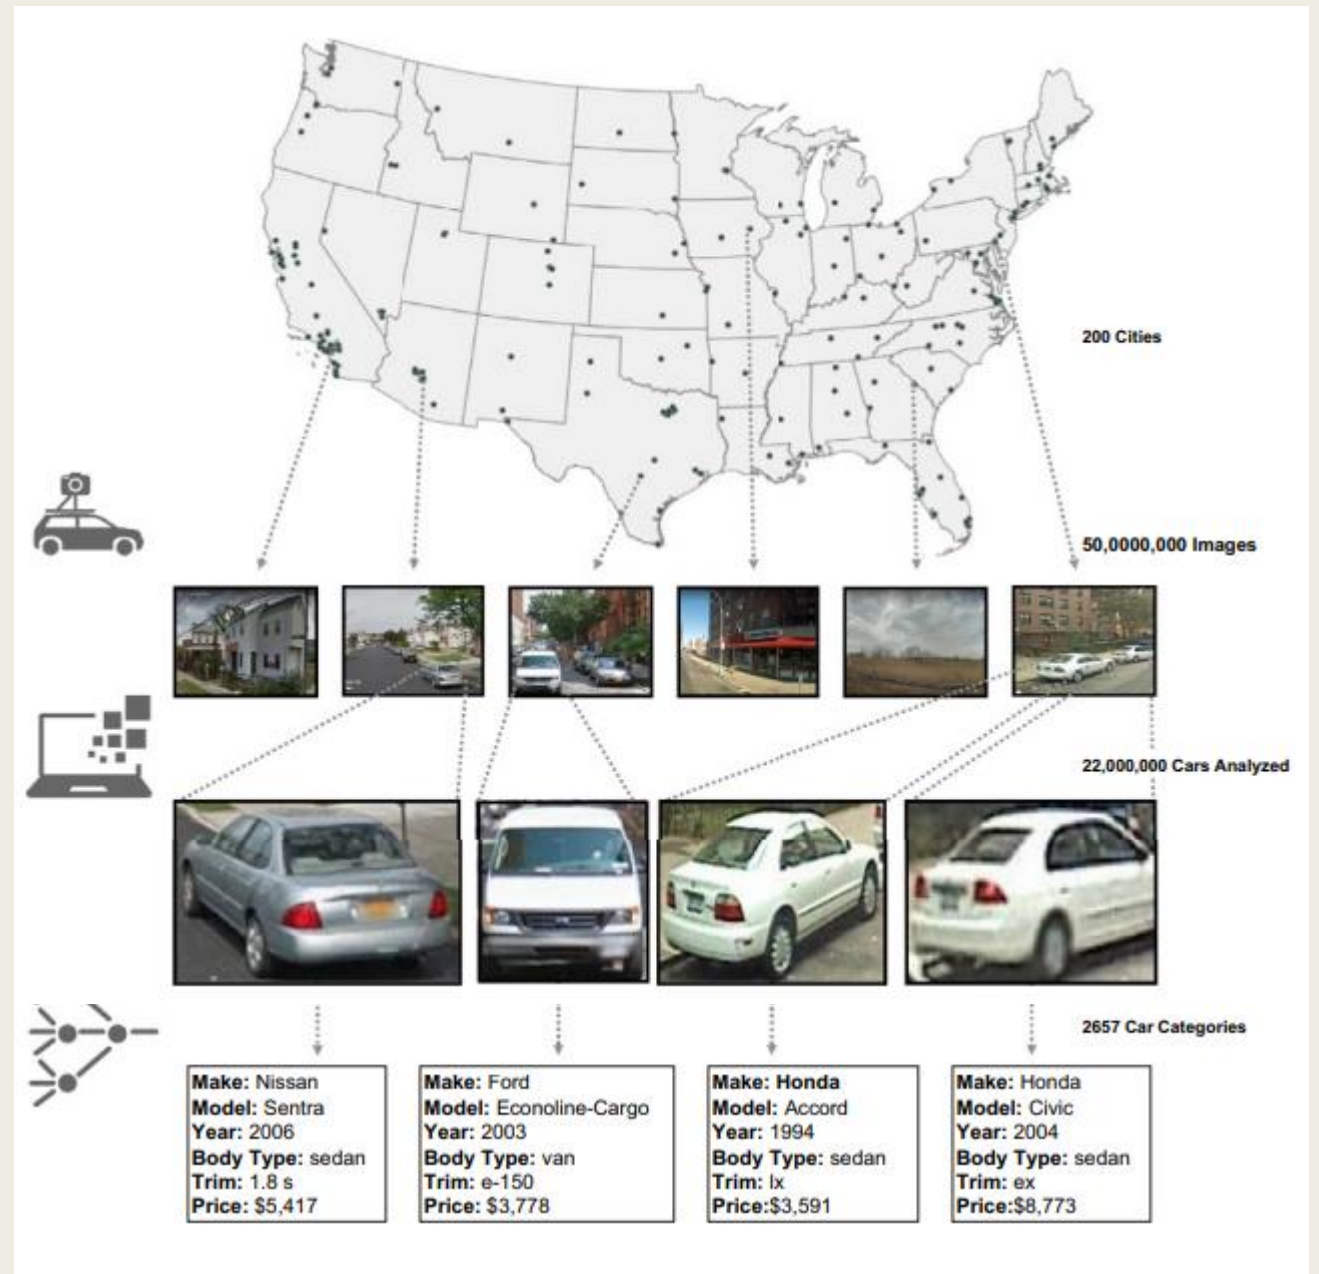 200 Cities
50,0000,000 Images
22,000,000 Cars Analyzed
2657 Car Categories
Make: Nissan
Model: Sentra
Year: 2006
Body Type: sedan
Trim: 1.8 s
Price: $5,417
Make: Ford
Model: Econoline-Cargo
Year: 2003
Body Type: van
Trim: e-150
Price: $3,778
Make: Honda
Model: Accord
Year: 1994
Body Type: sedan
Trim: lx
Price:$3,591
Make: Honda
Model: Civic
Year: 2004
Body Type: sedan
Trim: ex
Price:$8,773